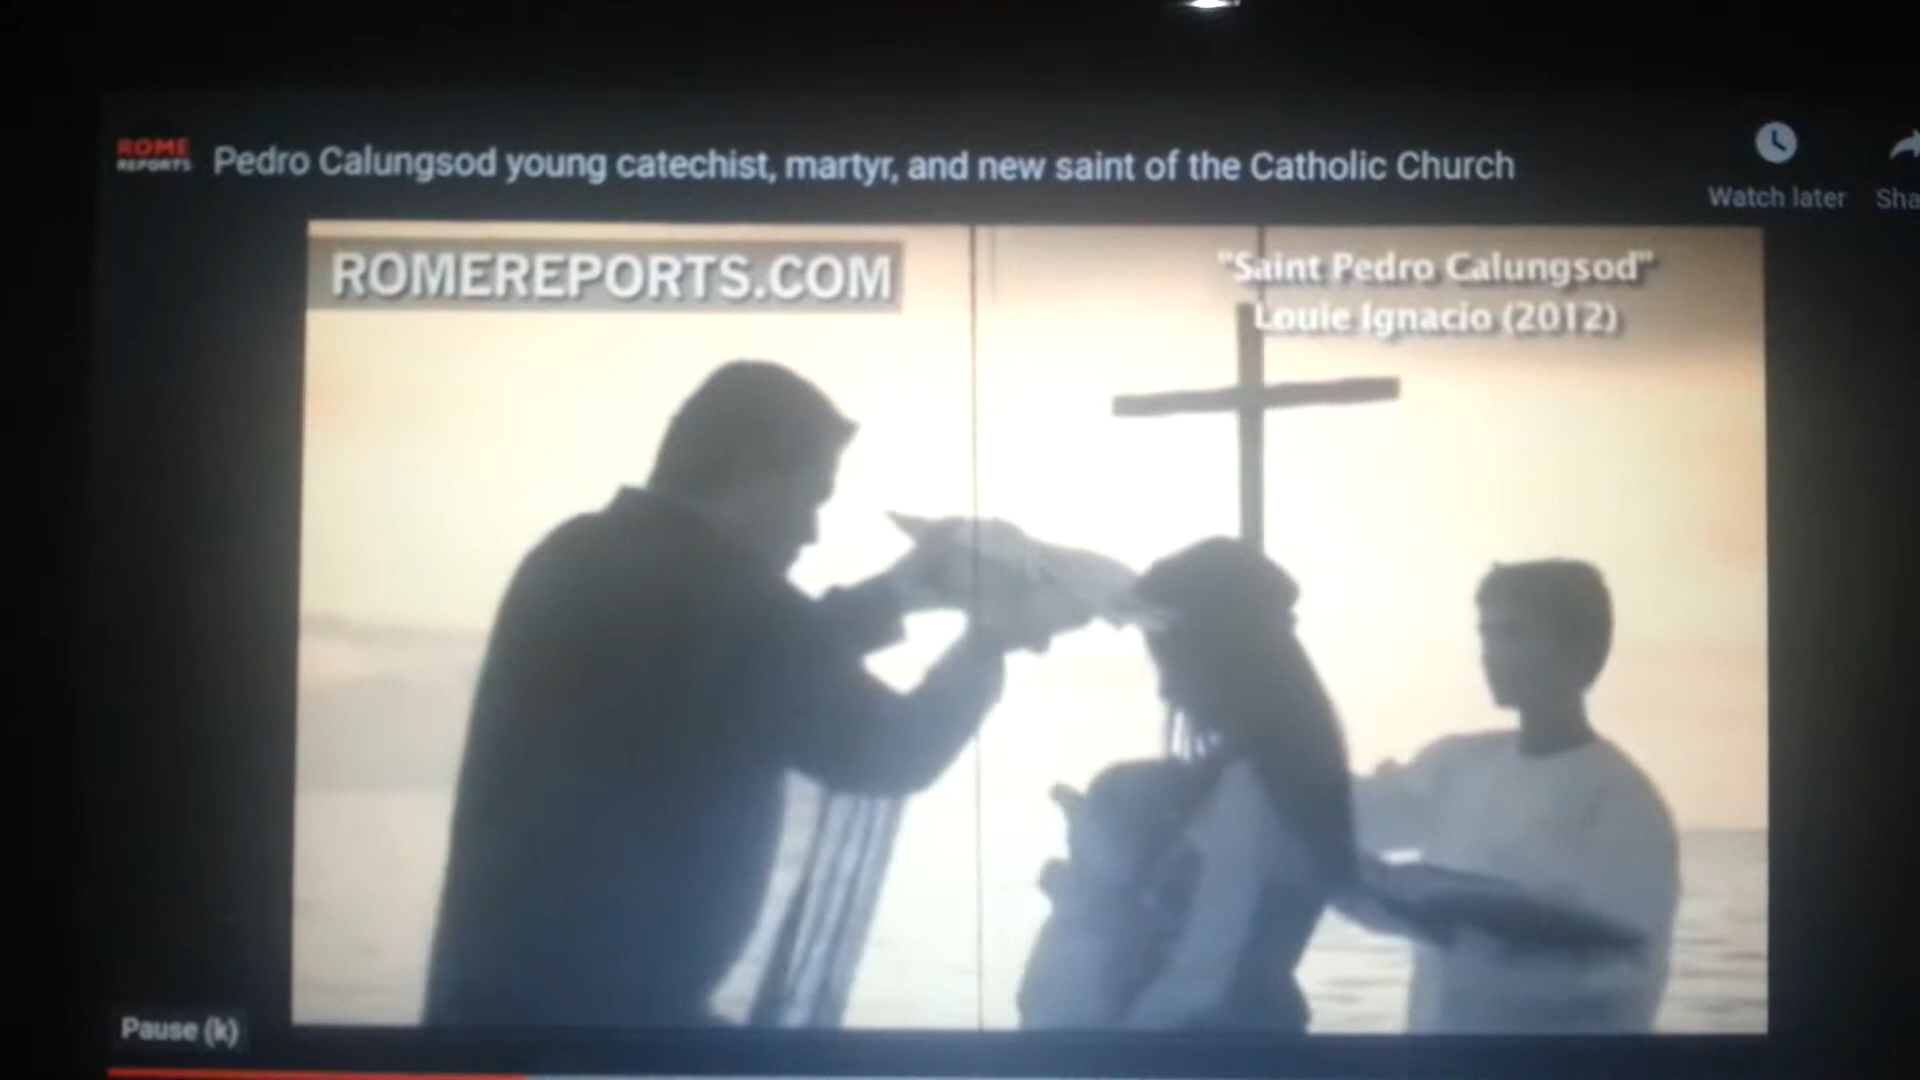 ROME
REPORTS
Pedro Calungsod young catechist, martyr, and new saint of the Catholic Church
Watch later
Sha
ROMEREPORTS.COM
"Saint Pedro Calungsod"
Louie Ignacio (2012)
Pause (k)